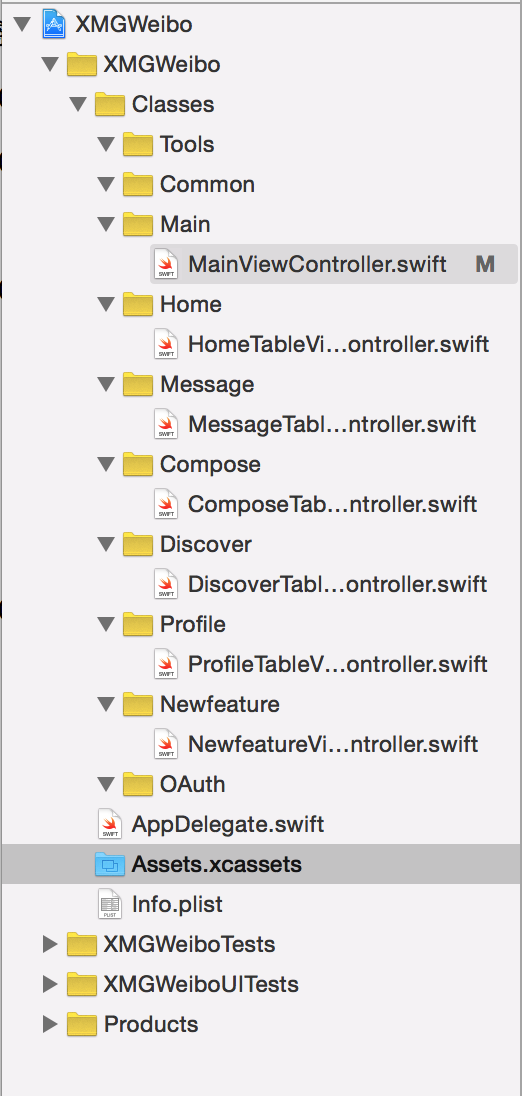 XMGWeibo
XMGWeibo
Classes
Tools
Common
Main
MainViewController.swift M
Home
HomeTableVi...ontroller.swift
Message
MessageTabl...ntroller.swift
Compose
ComposeTab...ntroller.swift
Discover
DiscoverTabl...ontroller.swift
Profile
ProfileTableV...ontroller.swift
Newfeature
NewfeatureVi...ntroller.swift
OAuth
AppDelegate.swift
Assets.xcassets
Info.plist
XMGWeiboTests
XMGWeiboUITests
Products